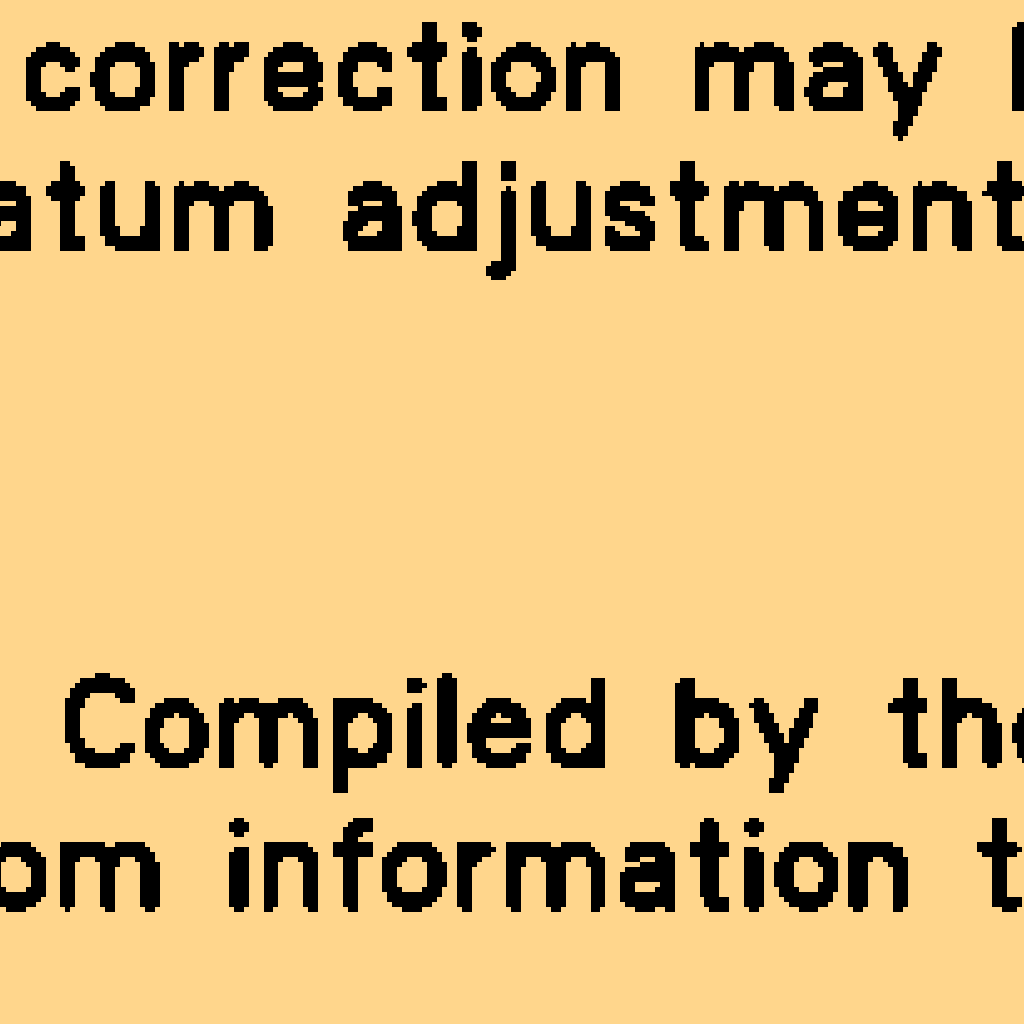 correction may
atum adjustment
Compiled by the
om information t